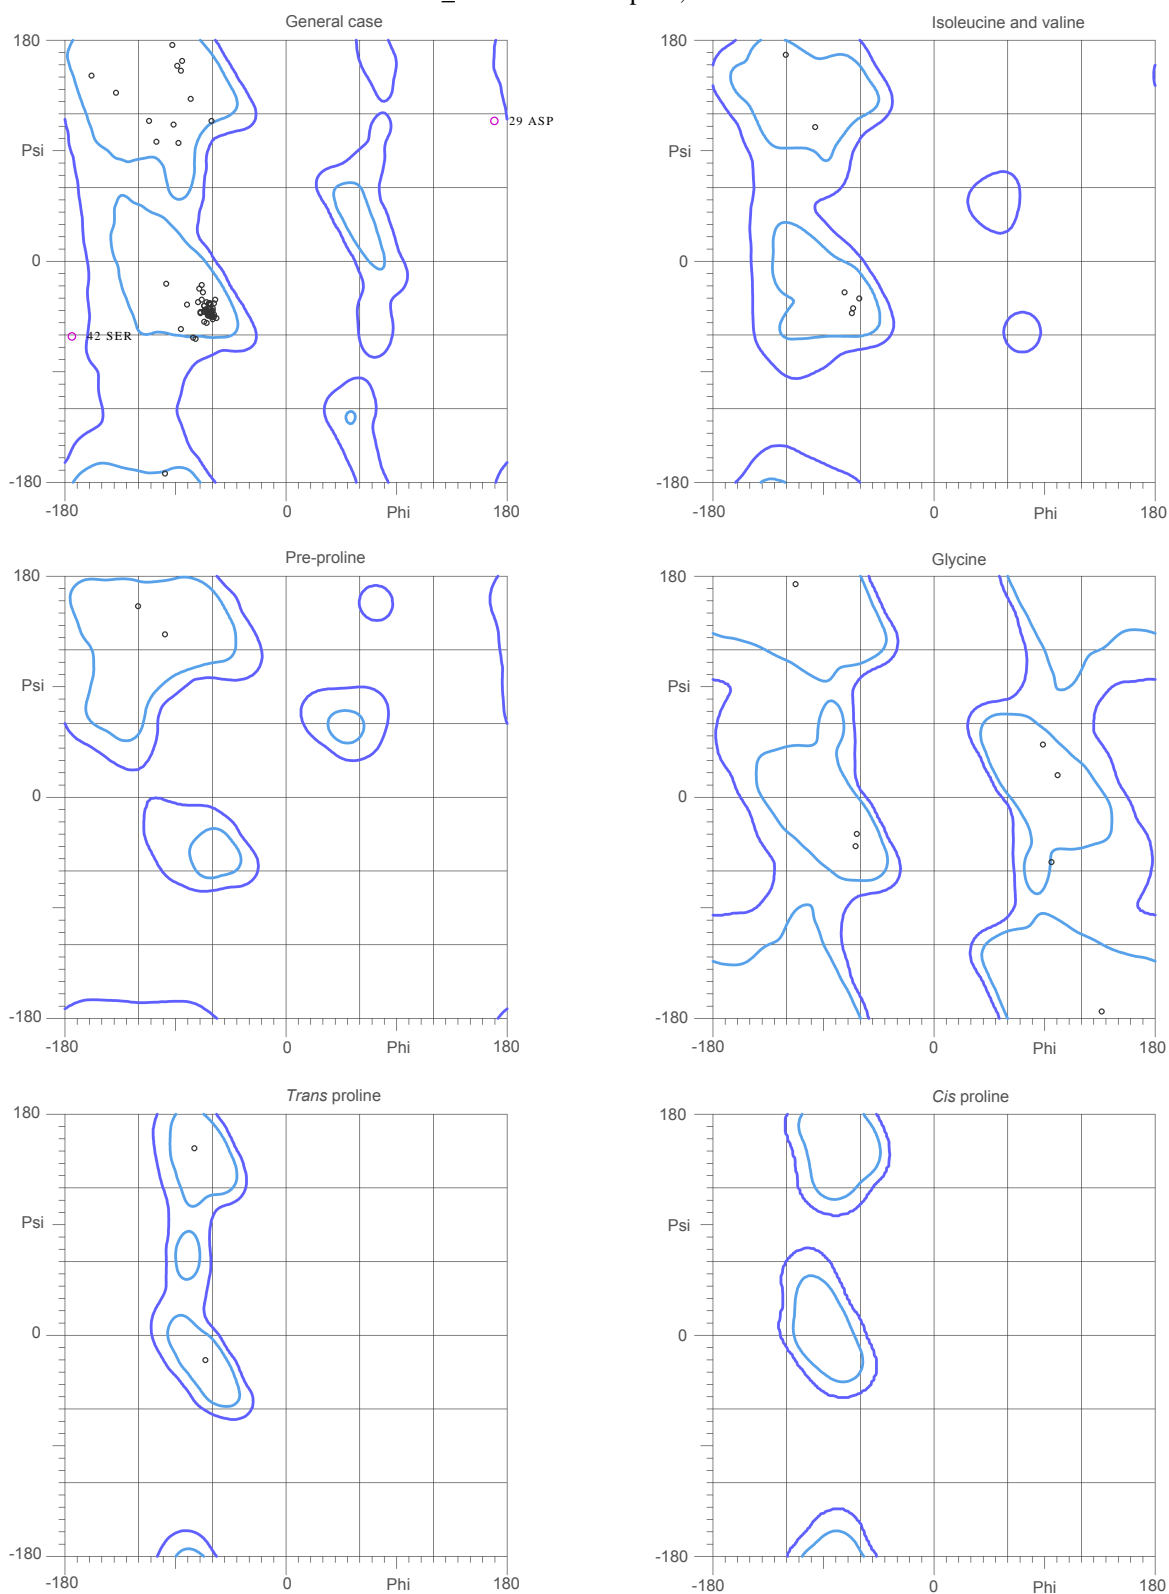 General case
Isoleucine and valine
180
180
29 ASP
Psi
Psi
0
0
42 SER
-180
-180
-180
0
Phi
180
-180
0
Phi
180
Pre-proline
Glycine
180
180
Psi
Psi
0
0
-180
-180
-180
0
Phi
180
-180
0
Phi
180
Trans proline
Cis proline
180
180
Psi
Psi
0
0
-180
-180
-180
0
Phi
180
-180
0
Phi
180